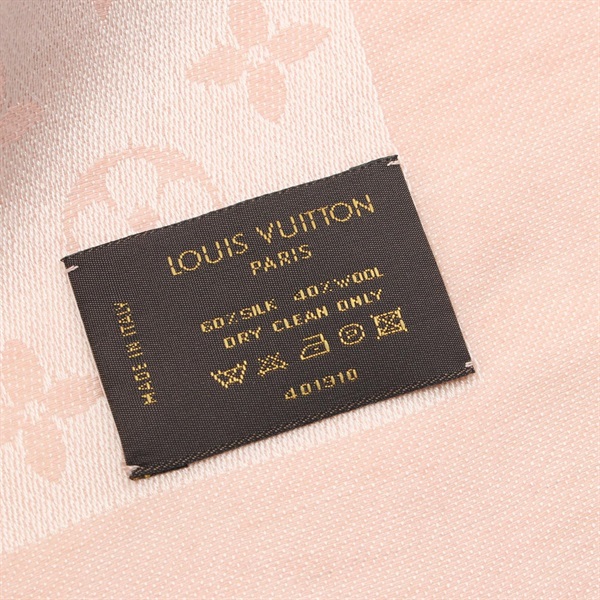 LOUIS VUITTON
PARIS
60% SILK 40% WOOL
DRY CLEAN ONLY
401910
MADE IN ITALY